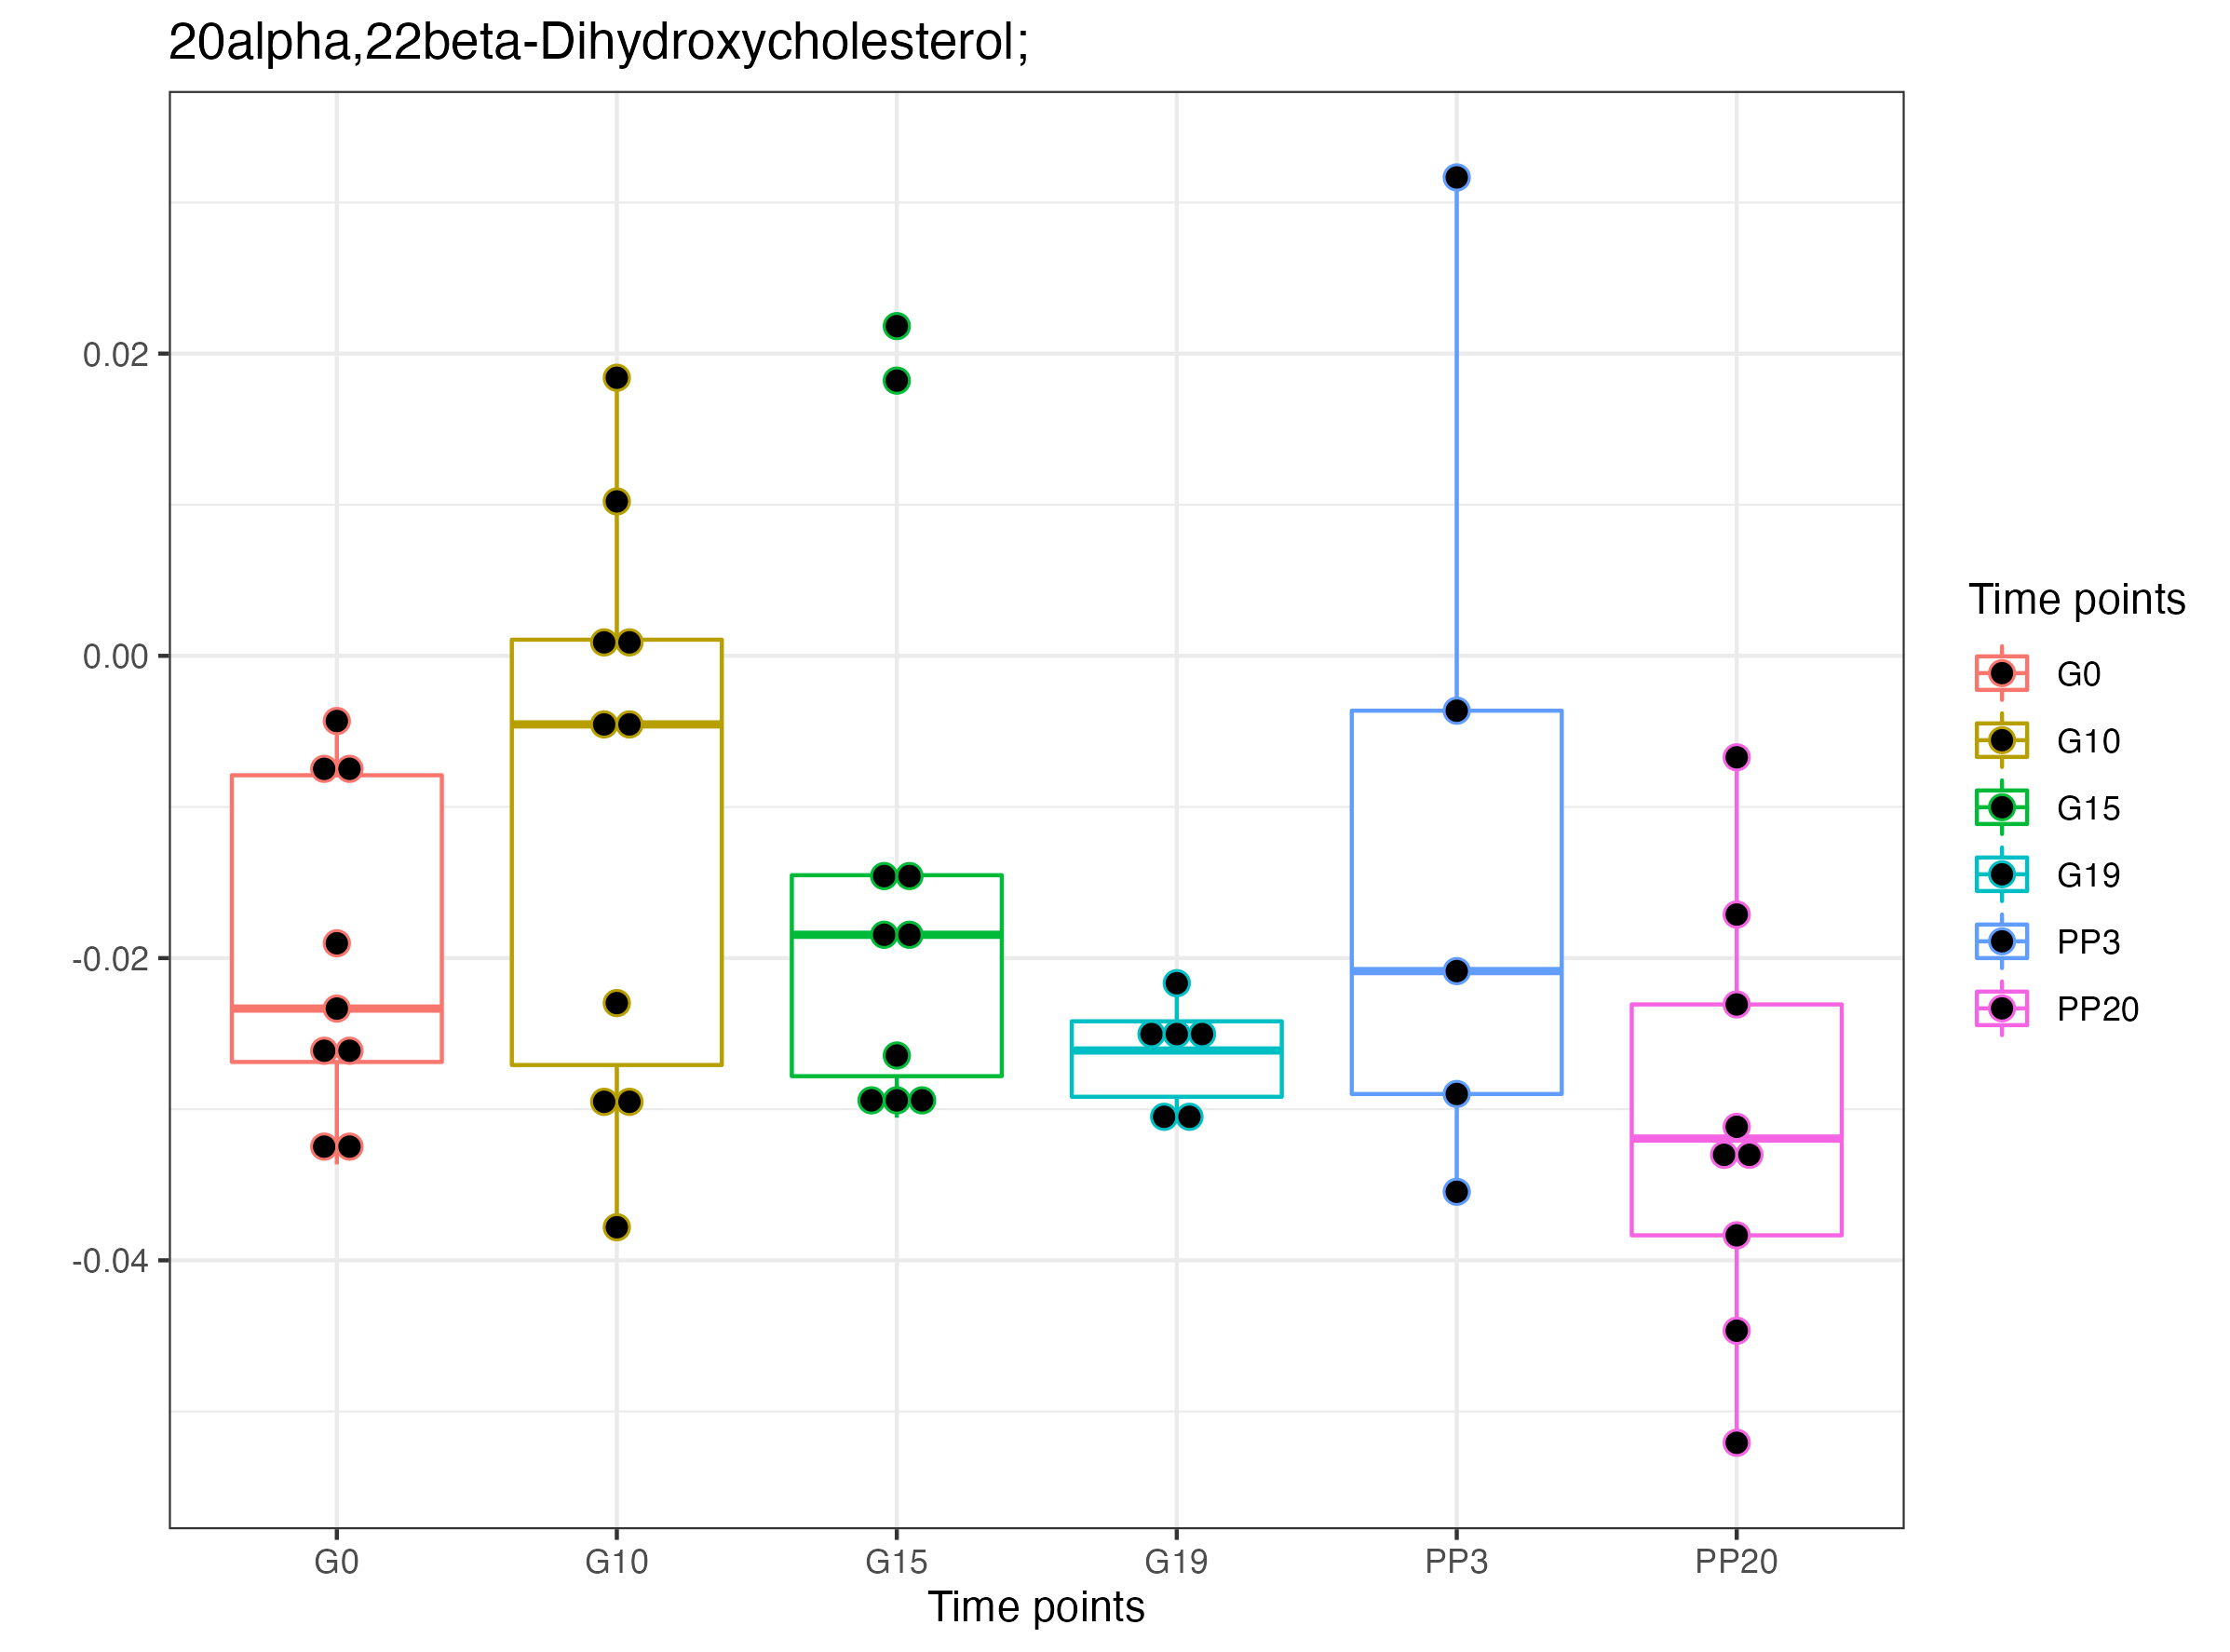 20alpha,22beta-Dihydroxycholesterol;
0.02
0.00
-0.02
-0.04
G0 G10 G15 G19 PP3 PP20
Time points
Time points
G0
G10
G15
G19
PP3
PP20